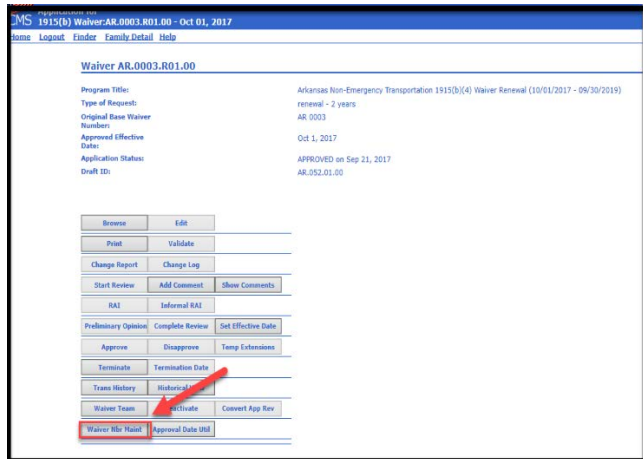 Application for
CMS 1915(b) Waiver:AR.0003.R01.00 - Oct 01, 2017
Home Logout Finder Family Detail Help
Waiver AR.0003.R01.00
Program Title: Arkansas Non-Emergency Transportation 1915(b)(4) Waiver Renewal (10/01/2017 - 09/30/2019)
Type of Request: renewal - 2 years
Original Base Waiver
Number: AR 0003
Approved Effective
Date: Oct 1, 2017
Application Status: APPROVED on Sep 21, 2017
Draft ID: AR.052.01.00
Browse Edit
Print Validate
Change Report Change Log
Start Review Add Comment Show Comments
RAI Informal RAI
Preliminary Opinion Complete Review Set Effective Date
Approve Disapprove Temp Extensions
Terminate Termination Date
Trans History Historical
Waiver Team Convert App Rev
Waiver Nbr Maint Approval Date Util